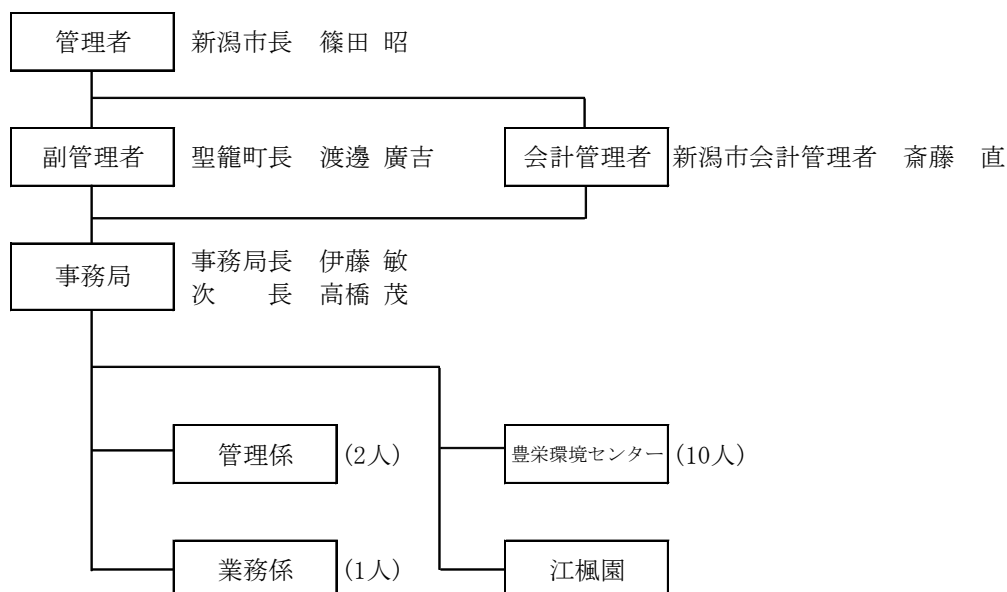 管理者 新潟市長 篠田 昭
副管理者 聖籠町長 渡邊 廣吉 会計管理者 新潟市会計管理者 斎藤 直
事務局 事務局長 伊藤 敏
次 長 高橋 茂
管理係 (2人) 豊栄環境センター (10人)
業務係 (1人) 江楓園